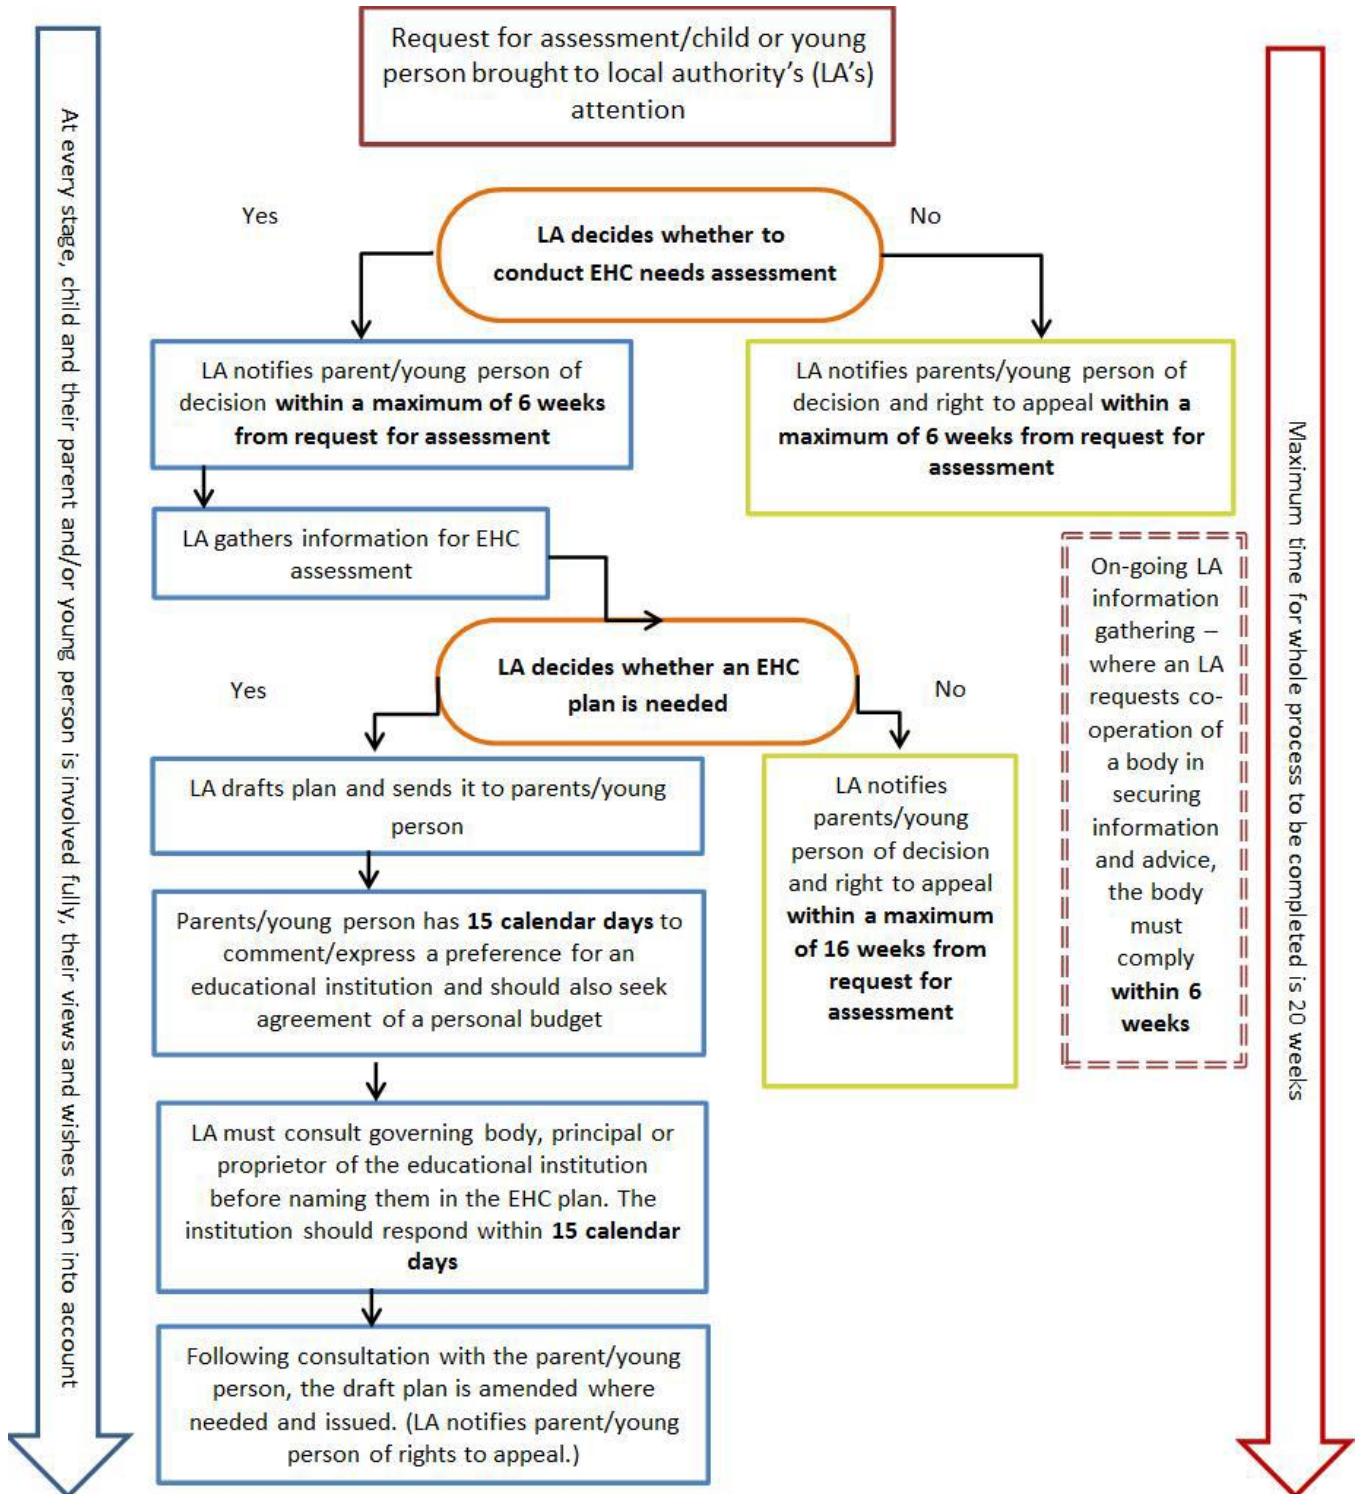 Request for assessment/child or young
person brought to local authority's (LA's)
attention
Yes
No
LA decides whether to
conduct EHC needs assessment
LA notifies parent/young person of
decision within a maximum of 6 weeks
from request for assessment
LA notifies parents/young person of
decision and right to appeal within a
maximum of 6 weeks from request for
assessment
LA gathers information for EHC
assessment
On-going LA
information
gathering –
where an LA
requests co-
operation of
a body in
securing
information
and advice,
the body
must
comply
within 6
weeks
LA decides whether an EHC
plan is needed
Yes
No
LA drafts plan and sends it to parents/young
person
LA notifies
parents/young
person of decision
and right to appeal
within a maximum
of 16 weeks from
request for
assessment
Parents/young person has 15 calendar days to
comment/express a preference for an
educational institution and should also seek
agreement of a personal budget
LA must consult governing body, principal or
proprietor of the educational institution
before naming them in the EHC plan. The
institution should respond within 15 calendar
days
Following consultation with the parent/young
person, the draft plan is amended where
needed and issued. (LA notifies parent/young
person of rights to appeal.)
At every stage, child and their parent and/or young person is involved fully, their views and wishes taken into account
Maximum time for whole process to be completed is 20 weeks